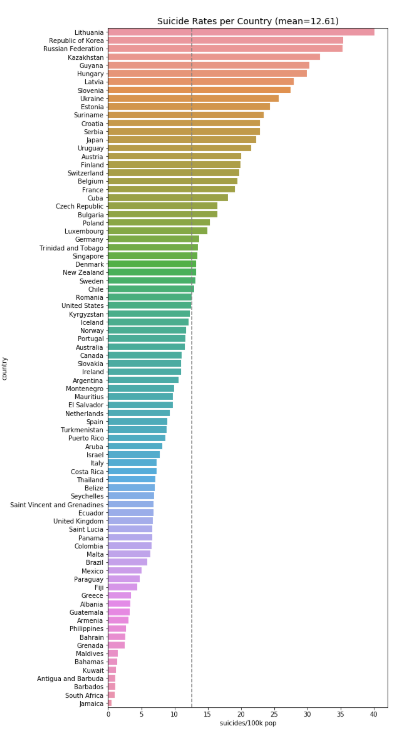 Suicide Rates per Country (mean=12.61)
country
Lithuania
Republic of Korea
Russian Federation
Kazakhstan
Guyana
Hungary
Latvia
Slovenia
Ukraine
Estonia
Suriname
Croatia
Serbia
Japan
Uruguay
Austria
Finland
Switzerland
Belgium
France
Cuba
Czech Republic
Bulgaria
Poland
Luxembourg
Germany
Trinidad and Tobago
Singapore
Denmark
New Zealand
Sweden
Chile
Romania
United States
Kyrgyzstan
Iceland
Norway
Portugal
Australia
Canada
Slovakia
Ireland
Argentina
Montenegro
Mauritius
El Salvador
Netherlands
Spain
Turkmenistan
Puerto Rico
Aruba
Israel
Italy
Costa Rica
Thailand
Belize
Seychelles
Saint Vincent and Grenadines
Ecuador
United Kingdom
Saint Lucia
Panama
Colombia
Malta
Brazil
Mexico
Paraguay
Fiji
Greece
Albania
Guatemala
Armenia
Philippines
Bahrain
Grenada
Maldives
Bahamas
Kuwait
Antigua and Barbuda
Barbados
South Africa
Jamaica
0 5 10 15 20 25 30 35 40
suicides/100k pop